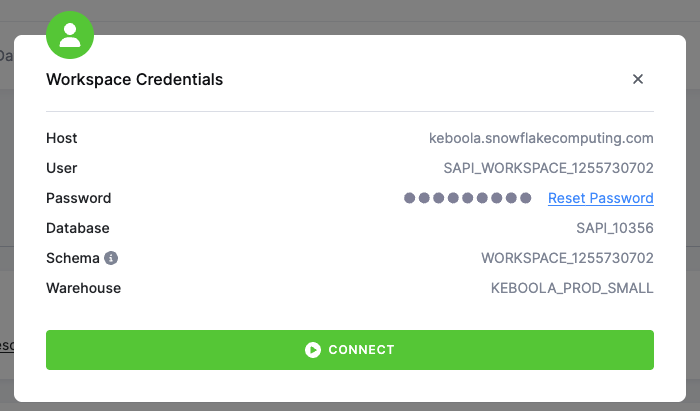 Workspace Credentials
Host keboola.snowflakecomputing.com
User SAPI_WORKSPACE_1255730702
Password ●●●●●●●●● Reset Password
Database SAPI_10356
Schema WORKSPACE_1255730702
Warehouse KEBOOLA_PROD_SMALL
CONNECT